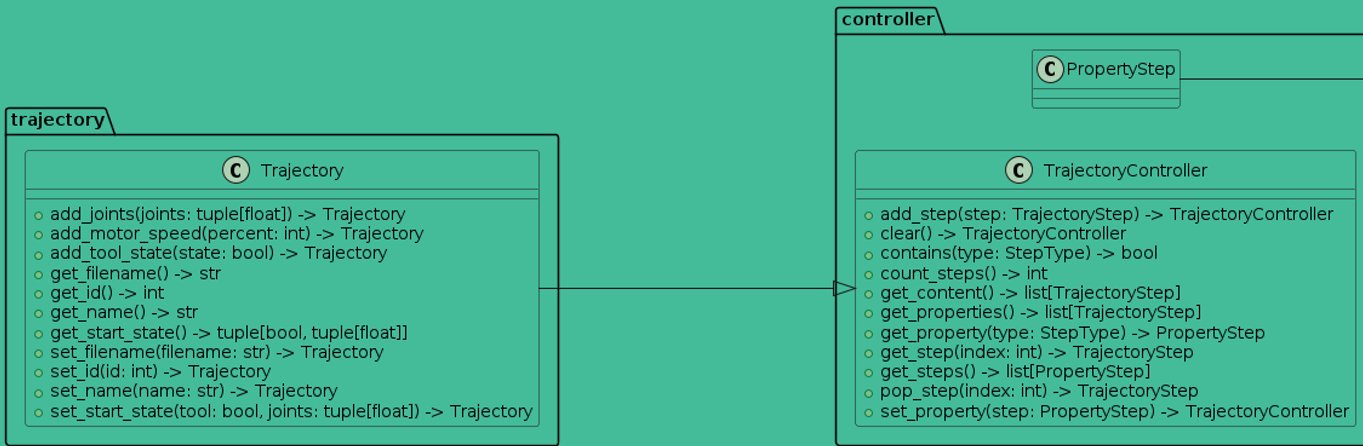 controller
C PropertyStep
trajectory
C Trajectory
add_joints(joints: tuple[float]) -> Trajectory
add_motor_speed(percent: int) -> Trajectory
add_tool_state(state: bool) -> Trajectory
get_filename() -> str
get_id() -> int
get_name() -> str
get_start_state() -> tuple[bool, tuple[float]]
set_filename(filename: str) -> Trajectory
set_id(id: int) -> Trajectory
set_name(name: str) -> Trajectory
set_start_state(tool: bool, joints: tuple[float]) -> Trajectory
C TrajectoryController
add_step(step: TrajectoryStep) -> TrajectoryController
clear() -> TrajectoryController
contains(type: StepType) -> bool
count_steps() -> int
get_content() -> list[TrajectoryStep]
get_properties() -> list[TrajectoryStep]
get_property(type: StepType) -> PropertyStep
get_step(index: int) -> TrajectoryStep
get_steps() -> list[PropertyStep]
pop_step(index: int) -> TrajectoryStep
set_property(step: PropertyStep) -> TrajectoryController